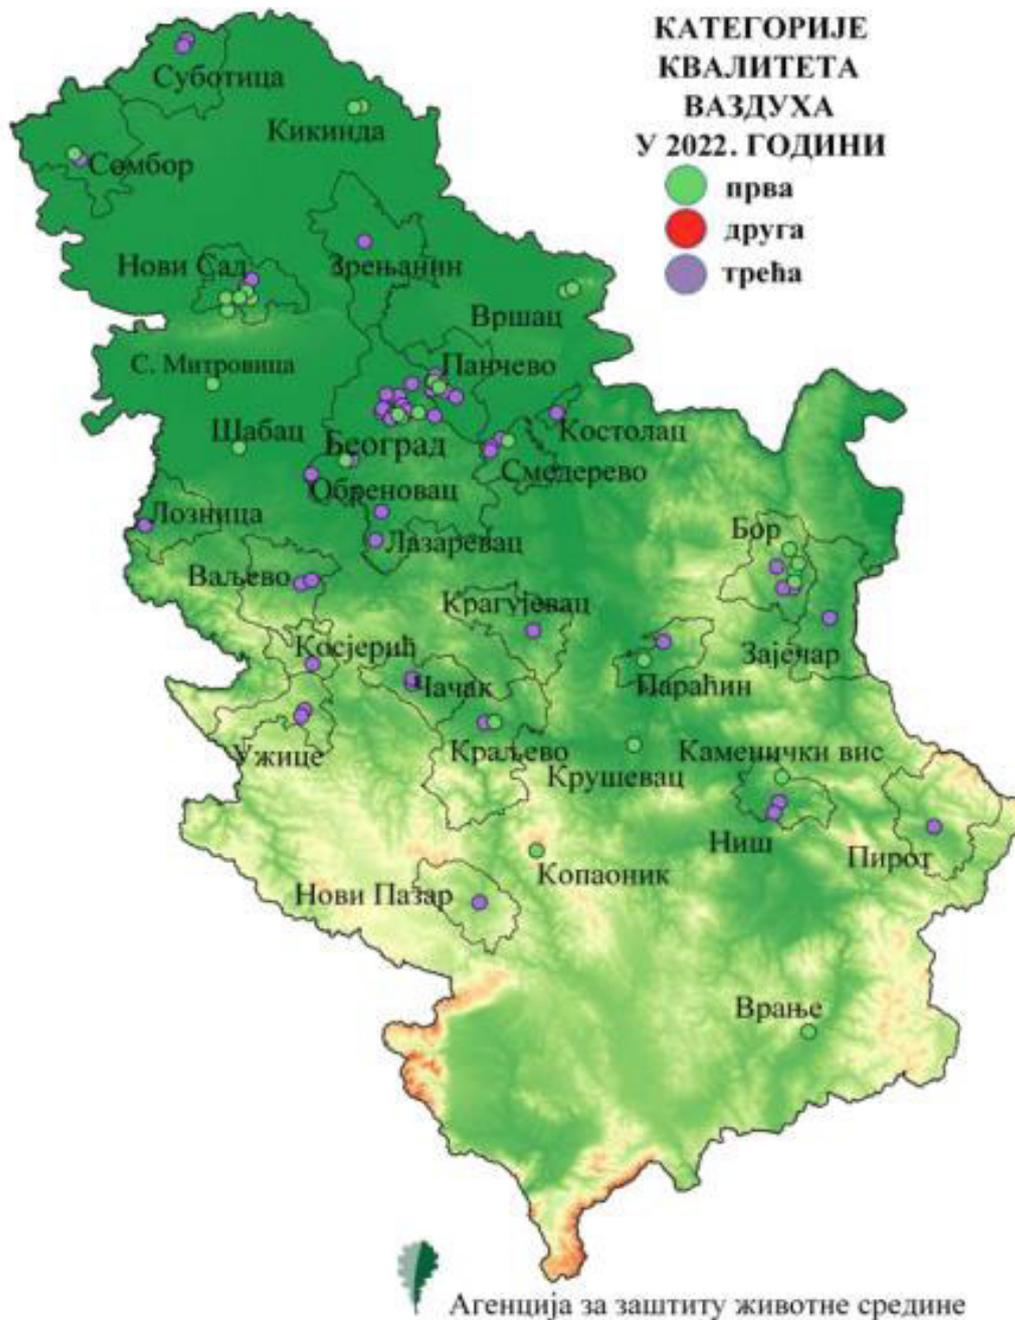 КАТЕГОРИЈЕ
КВАЛИТЕТА
ВАЗДУХА
У 2022. ГОДИНИ
прва
друга
трећа
Суботица
Кикинда
Сомбор
Нови Сад
Зрењанин
Вршац
С. Митровица
Панчево
Шабац
Београд
Костолац
Смедерево
Обреновац
Лозница
Лазаревац
Бор
Ваљево
Крагујевац
Косјерић
Зајечар
Чачак
Параћин
Ужице
Краљево
Каменички вис
Крушевац
Ниш
Пирот
Копаоник
Нови Пазар
Врање
Агенција за заштиту животне средине